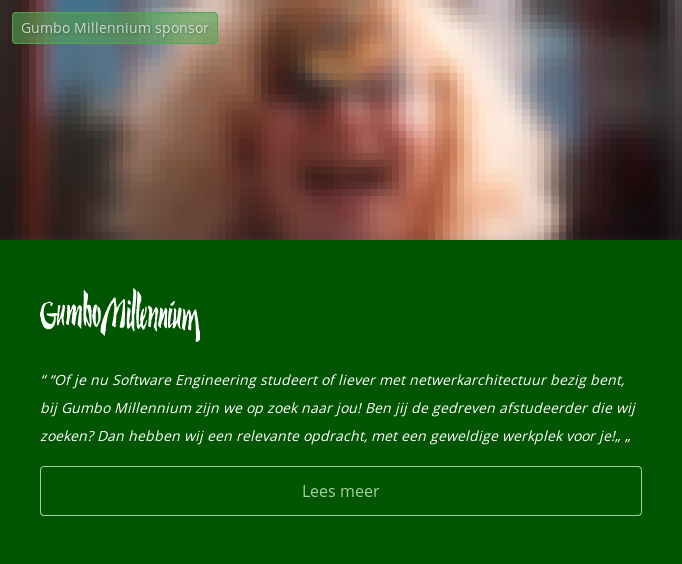 Gumbo Millennium sponsor
Gumbo Millennium
“ “Of je nu Software Engineering studeert of liever met netwerkarchitectuur bezig bent,
bij Gumbo Millennium zijn we op zoek naar jou! Ben jij de gedreven afstudeerder die wij
zoeken? Dan hebben wij een relevante opdracht, met een geweldige werkplek voor je!„ „
Lees meer